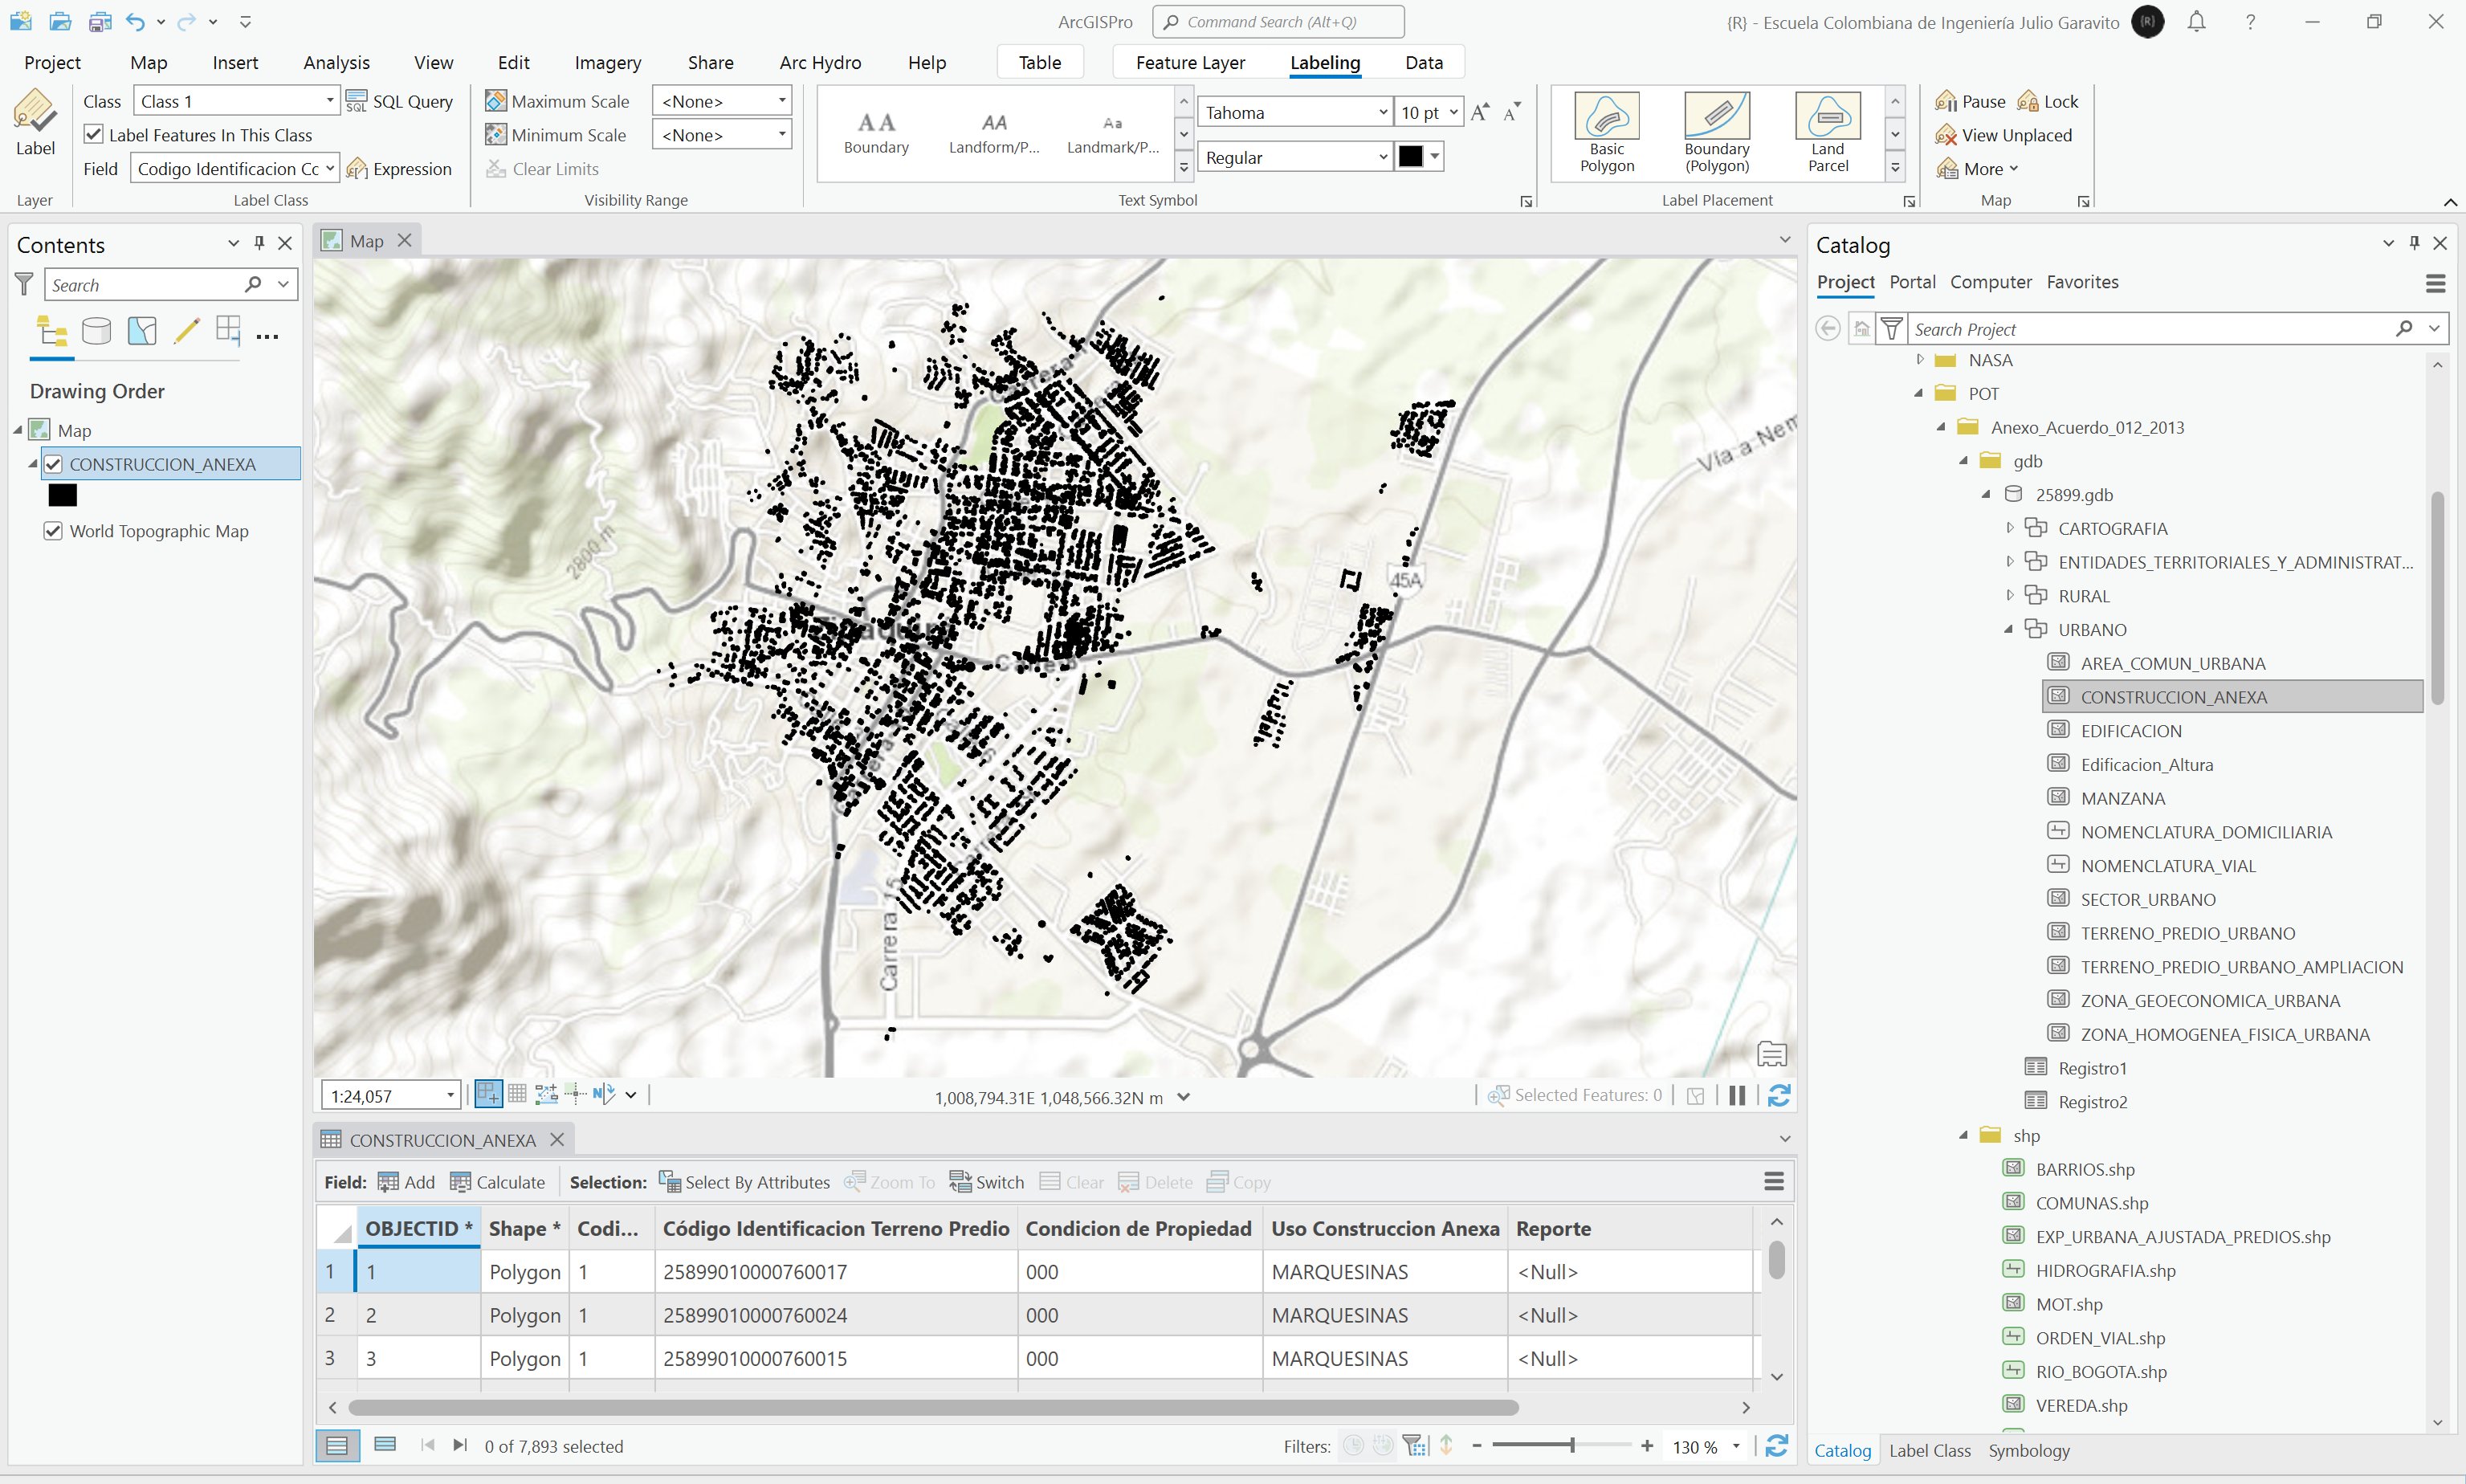 ArcGISPro
Command Search (Alt+Q)
{R} - Escuela Colombiana de Ingeniería Julio Garavito
{R}
Project Map Insert Analysis View Edit Imagery Share Arc Hydro Help Table Feature Layer Labeling Data
Label
Layer
Class Class 1 SQL Query
Label Features In This Class
Field Codigo Identificacion Cc Expression
Label Class
Maximum Scale <None>
Minimum Scale <None>
Clear Limits
Visibility Range
AA Boundary
AA Landform/P...
Aa Landmark/P...
Tahoma 10 pt
Regular
Text Symbol
Basic Polygon
Boundary (Polygon)
Land Parcel
Label Placement
Pause Lock
View Unplaced
More
Map
Contents
Search
Drawing Order
Map
CONSTRUCCION_ANEXA
World Topographic Map
Map
2800 m
45A
Vía a Nem
Carrera 15
1:24,057
1,008,794.31E 1,048,566.32N m
Selected Features: 0
CONSTRUCCION_ANEXA
Field: Add Calculate Selection: Select By Attributes Zoom To Switch Clear Delete Copy
OBJECTID * Shape * Codi... Código Identificacion Terreno Predio Condicion de Propiedad Uso Construccion Anexa Reporte
1 1 Polygon 1 25899010000760017 000 MARQUESINAS <Null>
2 2 Polygon 1 25899010000760024 000 MARQUESINAS <Null>
3 3 Polygon 1 25899010000760015 000 MARQUESINAS <Null>
0 of 7,893 selected
Filters:
130 %
Catalog
Project Portal Computer Favorites
Search Project
NASA
POT
Anexo_Acuerdo_012_2013
gdb
25899.gdb
CARTOGRAFIA
ENTIDADES_TERRITORIALES_Y_ADMINISTRAT...
RURAL
URBANO
AREA_COMUN_URBANA
CONSTRUCCION_ANEXA
EDIFICACION
Edificacion_Altura
MANZANA
NOMENCLATURA_DOMICILIARIA
NOMENCLATURA_VIAL
SECTOR_URBANO
TERRENO_PREDIO_URBANO
TERRENO_PREDIO_URBANO_AMPLIACION
ZONA_GEOECONOMICA_URBANA
ZONA_HOMOGENEA_FISICA_URBANA
Registro1
Registro2
shp
BARRIOS.shp
COMUNAS.shp
EXP_URBANA_AJUSTADA_PREDIOS.shp
HIDROGRAFIA.shp
MOT.shp
ORDEN_VIAL.shp
RIO_BOGOTA.shp
VEREDA.shp
Catalog Label Class Symbology